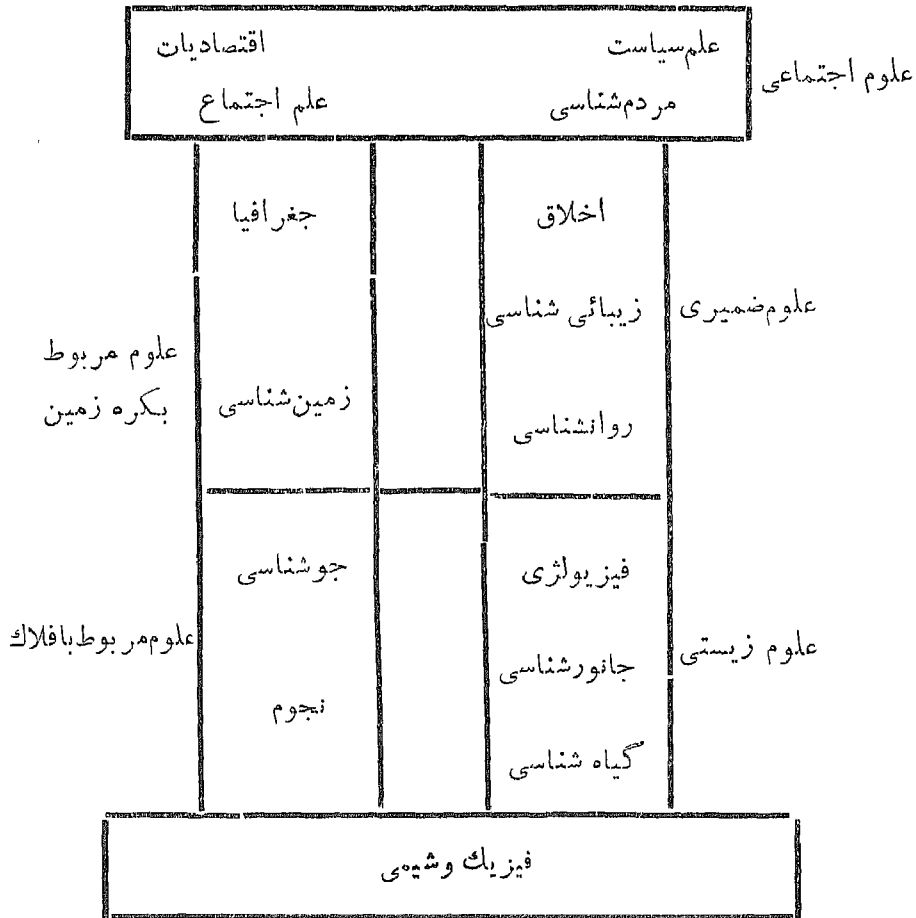 علم سیاست اقتصادیات
علوم اجتماعی
مردم‌شناسی علم اجتماع
اخلاق جغرافیا
علوم ضمیری زیبائی شناسی
علوم مربوط
زمین‌شناسی
بکره زمین
روانشناسی
فیزیولژی جوشناسی
علوم زیستی جانورشناسی علوم مربوط بافلاك
نجوم
گیاه شناسی
فیزیك و شیمی